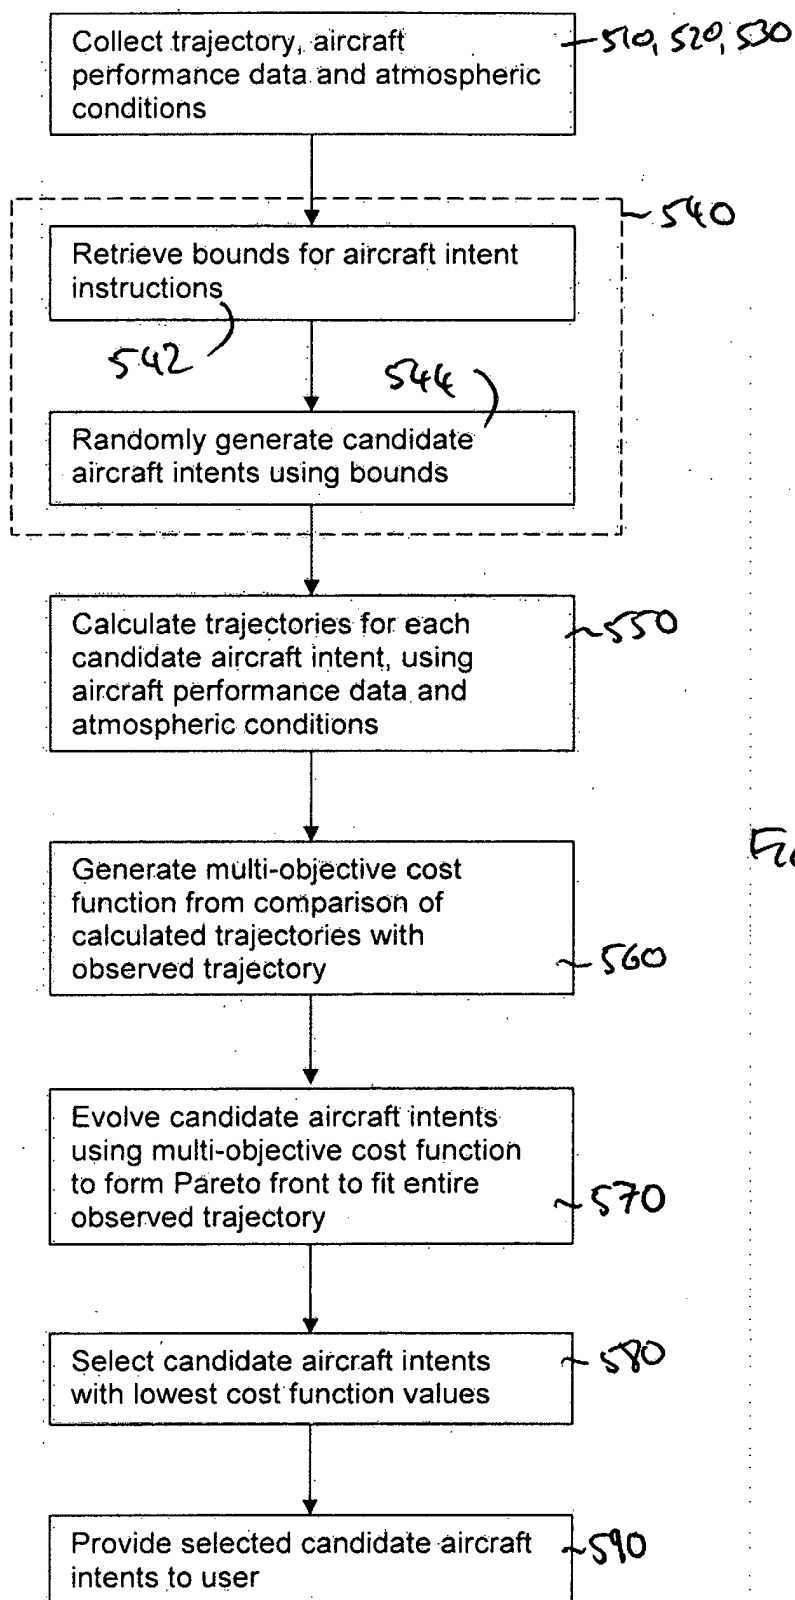 Collect trajectory, aircraft
performance data and atmospheric
conditions
510, 520, 530
540
Retrieve bounds for aircraft intent
instructions
542
544
Randomly generate candidate
aircraft intents using bounds
Calculate trajectories for each
candidate aircraft intent, using
aircraft performance data and
atmospheric conditions
550
Generate multi-objective cost
function from comparison of
calculated trajectories with
observed trajectory
560
Evolve candidate aircraft intents
using multi-objective cost function
to form Pareto front to fit entire
observed trajectory
570
Select candidate aircraft intents
with lowest cost function values
580
Provide selected candidate aircraft
intents to user
590